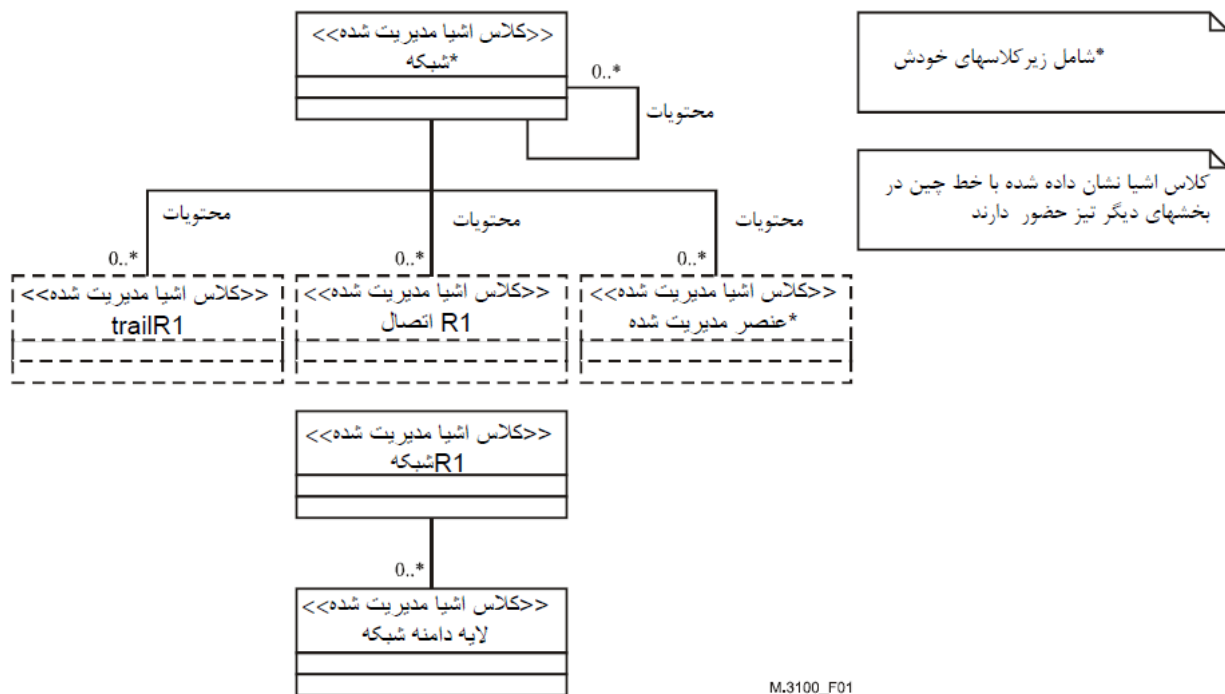 <<کلاس اشیا مدیریت شده>>
*شبکه
0..*
محتویات
*شامل زیرکلاسهای خودش
کلاس اشیا نشان داده شده با خط چین در
بخشهای دیگر تیز حضور دارند
محتویات
محتویات
محتویات
0..*
0..*
0..*
<<کلاس اشیا مدیریت شده>>
trailR1
<<کلاس اشیا مدیریت شده>>
R1 اتصال
<<کلاس اشیا مدیریت شده>>
*عنصر مدیریت شده
<<کلاس اشیا مدیریت شده>>
R1شبکه
0..*
<<کلاس اشیا مدیریت شده>>
لایه دامنه شبکه
M.3100_F01